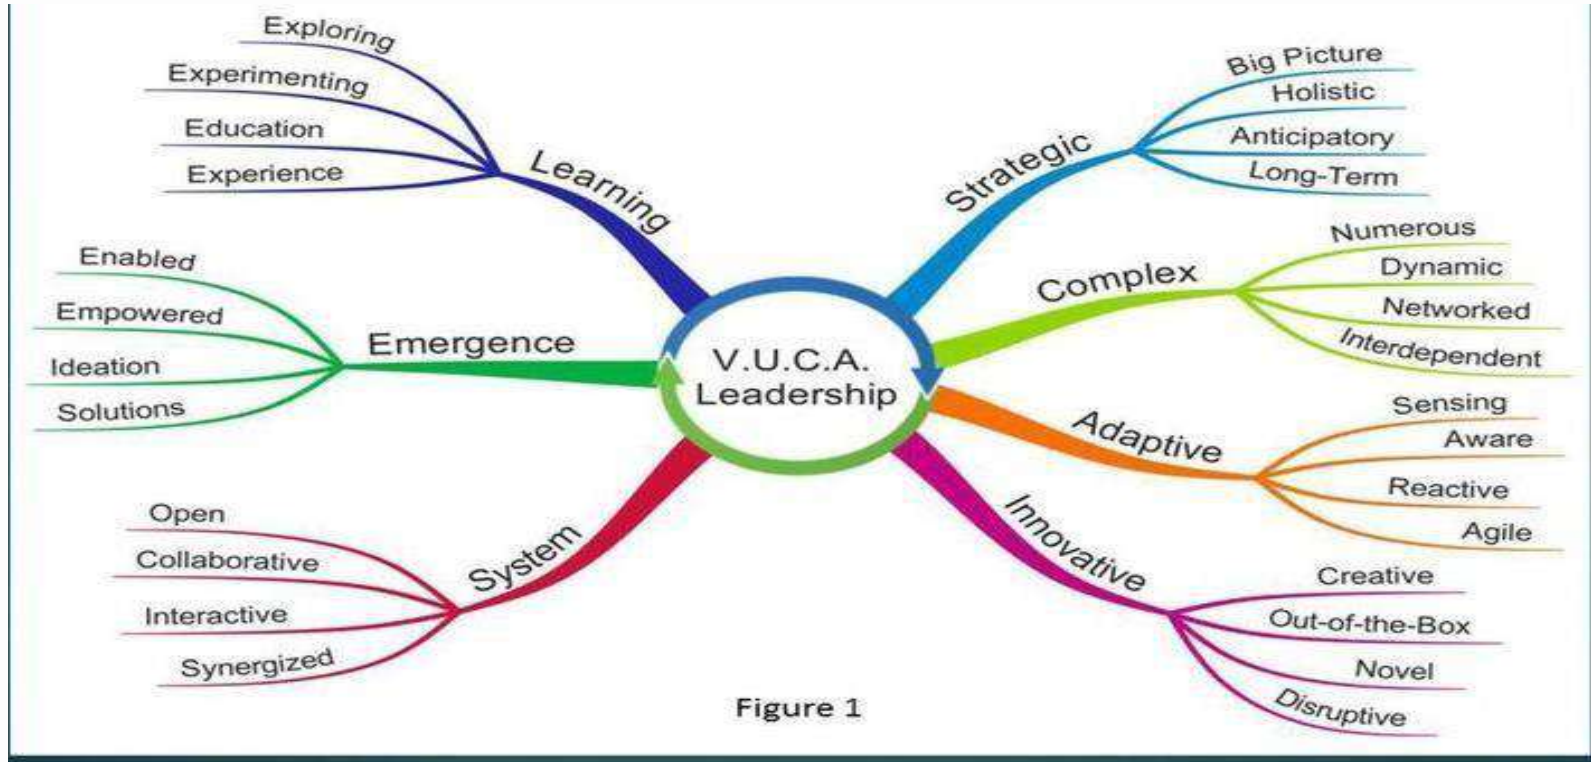 Exploring
Experimenting
Education
Experience
Learning
Enabled
Empowered
Ideation
Solutions
Emergence
Open
Collaborative
Interactive
Synergized
System
V.U.C.A.
Leadership
Strategic
Big Picture
Holistic
Anticipatory
Long-Term
Complex
Numerous
Dynamic
Networked
Interdependent
Adaptive
Sensing
Aware
Reactive
Agile
Innovative
Creative
Out-of-the-Box
Novel
Disruptive
Figure 1